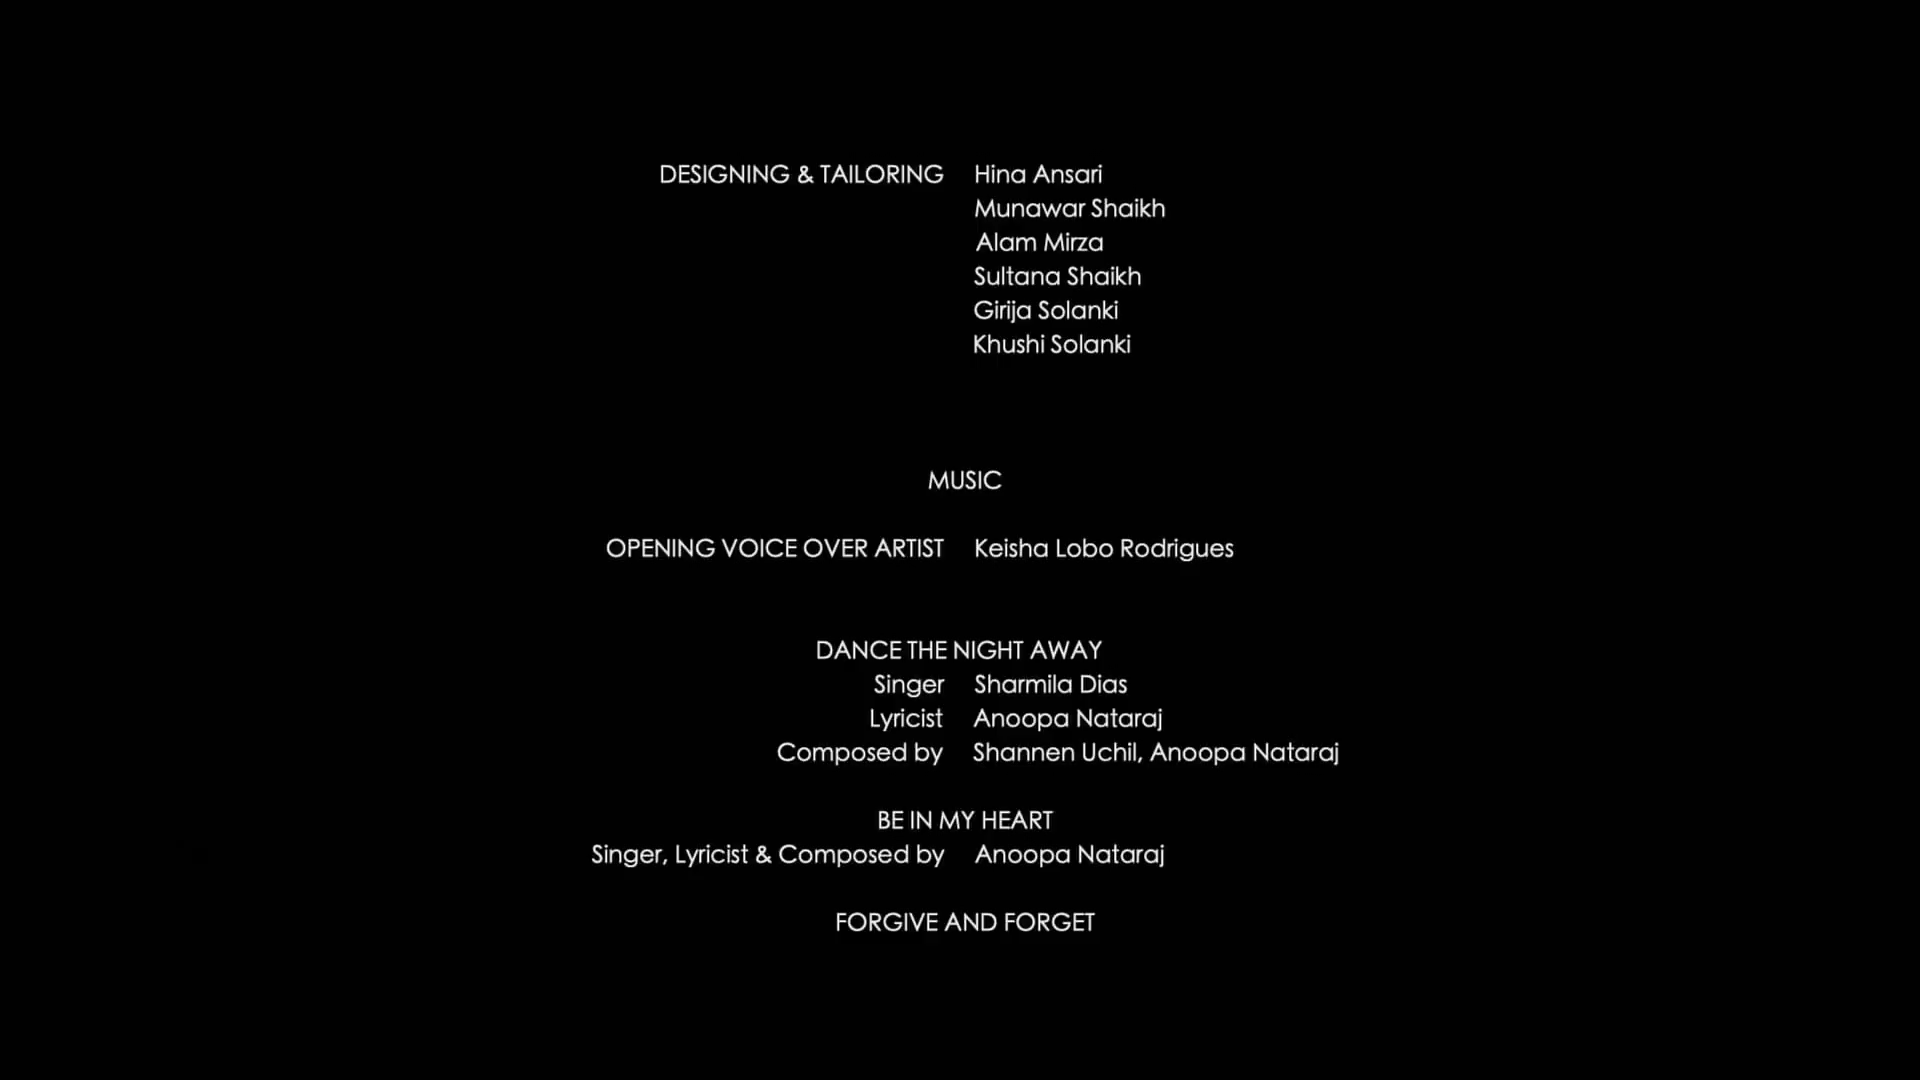 DESIGNING & TAILORING Hina Ansari
Munawar Shaikh
Alam Mirza
Sultana Shaikh
Girija Solanki
Khushi Solanki
MUSIC
OPENING VOICE OVER ARTIST Keisha Lobo Rodrigues
DANCE THE NIGHT AWAY
Singer Sharmila Dias
Lyricist Anoopa Nataraj
Composed by Shannen Uchil, Anoopa Nataraj
BE IN MY HEART
Singer, Lyricist & Composed by Anoopa Nataraj
FORGIVE AND FORGET